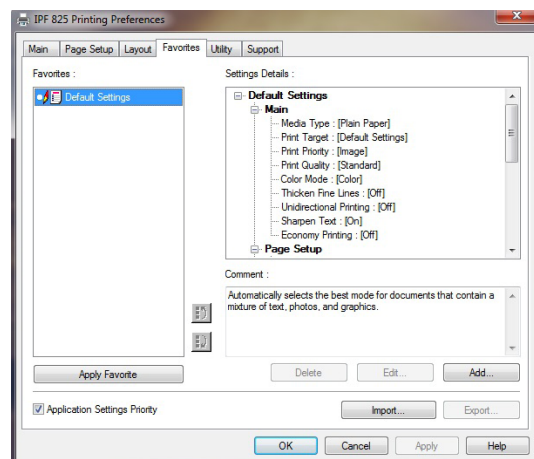 IPF 825 Printing Preferences
Main Page Setup Layout Favorites Utility Support
Favorites :
Default Settings
Settings Details :
Default Settings
Main
Media Type : [Plain Paper]
Print Target : [Default Settings]
Print Priority : [Image]
Print Quality : [Standard]
Color Mode : [Color]
Thicken Fine Lines : [Off]
Unidirectional Printing : [Off]
Sharpen Text : [On]
Economy Printing : [Off]
Page Setup
Comment :
Automatically selects the best mode for documents that contain a
mixture of text, photos, and graphics.
Apply Favorite
Delete Edit... Add...
Application Settings Priority
Import... Export...
OK Cancel Apply Help